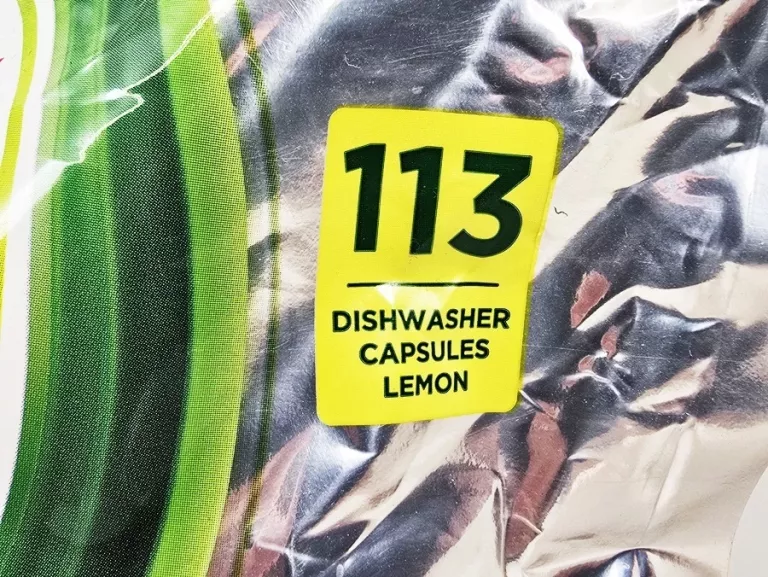 113
DISHWASHER
CAPSULES
LEMON